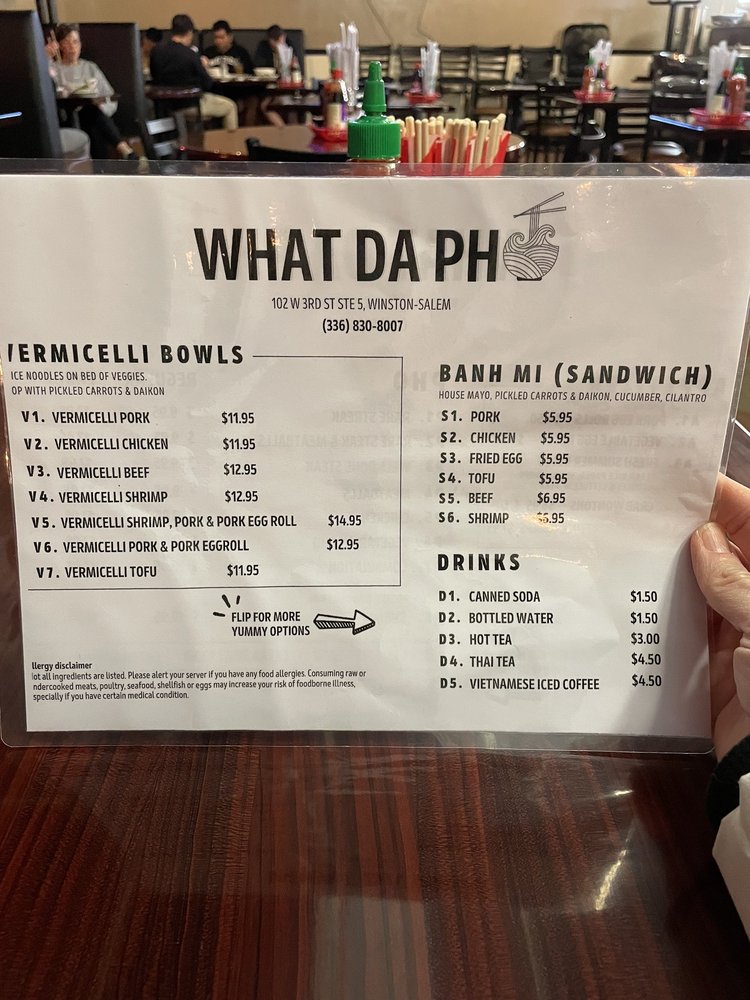 WHAT DA PH
102 W 3RD ST STE 5, WINSTON-SALEM
(336) 830-8007
VERMICELLI BOWLS
ICE NOODLES ON BED OF VEGGIES.
OP WITH PICKLED CARROTS & DAIKON
V1. VERMICELLI PORK $11.95
V2. VERMICELLI CHICKEN $11.95
V3. VERMICELLI BEEF $12.95
V4. VERMICELLI SHRIMP $12.95
V5. VERMICELLI SHRIMP, PORK & PORK EGG ROLL $14.95
V6. VERMICELLI PORK & PORK EGGROLL $12.95
V7. VERMICELLI TOFU $11.95
FLIP FOR MORE
YUMMY OPTIONS
llergy disclaimer
ot all ingredients are listed. Please alert your server if you have any food allergies. Consuming raw or
ndercooked meats, poultry, seafood, shellfish or eggs may increase your risk of foodborne Illness,
specially if you have certain medical condition.
BANH MI (SANDWICH)
HOUSE MAYO, PICKLED CARROTS & DAIKON, CUCUMBER, CILANTRO
S1. PORK $5.95
S2. CHICKEN $5.95
S3. FRIED EGG $5.95
S4. TOFU $5.95
S5. BEEF $6.95
S6. SHRIMP
DRINKS
D1. CANNED SODA $1.50
D2. BOTTLED WATER $1.50
D3. HOT TEA $3.00
D4. THAI TEA $4.50
D5. VIETNAMESE ICED COFFEE $4.50